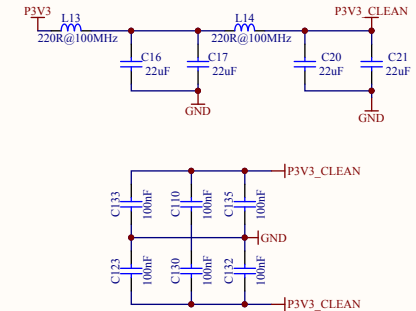 P3V3
L13
220R@100MHz
C16
22uF
C17
22uF
L14
220R@100MHz
P3V3_CLEAN
C20
22uF
C21
22uF
GND
GND
P3V3_CLEAN
C133
100nF
C110
100nF
C135
100nF
GND
C123
100nF
C130
100nF
C132
100nF
P3V3_CLEAN